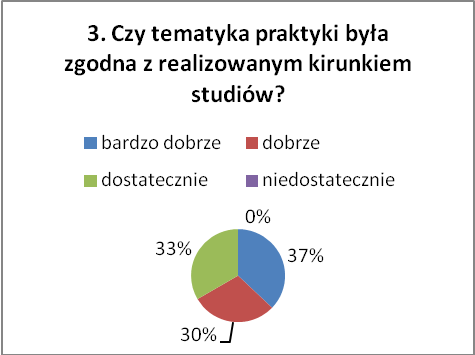 3. Czy tematyka praktyki była
zgodna z realizowanym kirunkiem
studiów?
bardzo dobrze dobrze
dostatecznie niedostatecznie
0%
33% 37%
30%